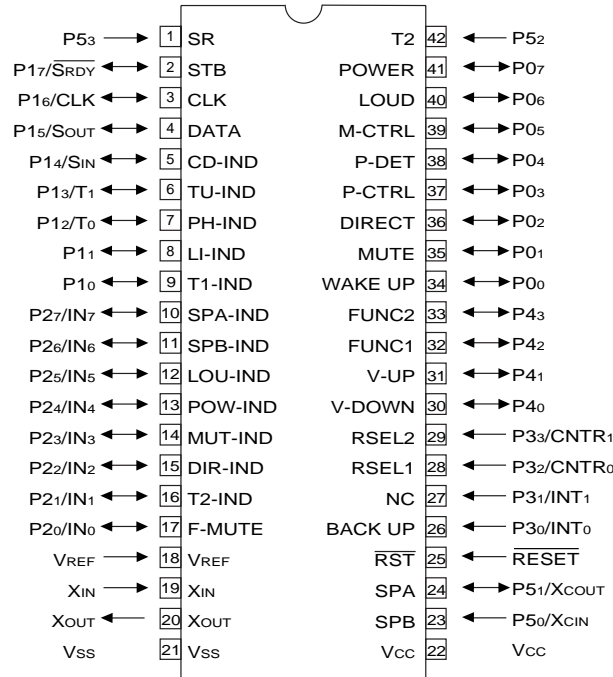 P53 1 SR T2 42 P52
P17/SRDY 2 STB POWER 41 P07
P16/CLK 3 CLK LOUD 40 P06
P15/SOUT 4 DATA M-CTRL 39 P05
P14/SIN 5 CD-IND P-DET 38 P04
P13/T1 6 TU-IND P-CTRL 37 P03
P12/T0 7 PH-IND DIRECT 36 P02
P11 8 LI-IND MUTE 35 P01
P10 9 T1-IND WAKE UP 34 P00
P27/IN7 10 SPA-IND FUNC2 33 P43
P26/IN6 11 SPB-IND FUNC1 32 P42
P25/IN5 12 LOU-IND V-UP 31 P41
P24/IN4 13 POW-IND V-DOWN 30 P40
P23/IN3 14 MUT-IND RSEL2 29 P33/CNTR1
P22/IN2 15 DIR-IND RSEL1 28 P32/CNTR0
P21/IN1 16 T2-IND NC 27 P31/INT1
P20/IN0 17 F-MUTE BACK UP 26 P30/INT0
VREF 18 VREF RST 25 RESET
XIN 19 XIN SPA 24 P51/XCOUT
XOUT 20 XOUT SPB 23 P50/XCIN
VSS 21 VSS VCC 22 VCC